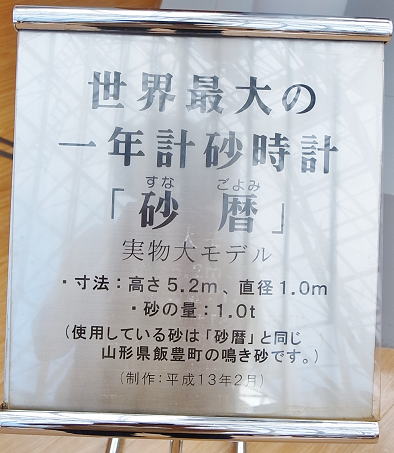 世界最大の
一年計砂時計
すな ごよみ
「砂 暦」
実物大モデル
・寸法：高さ5.2m、直径1.0m
・砂の量：1.0t
(使用している砂は「砂暦」と同じ
山形県飯豊町の鳴き砂です。)
(制作：平成13年2月)